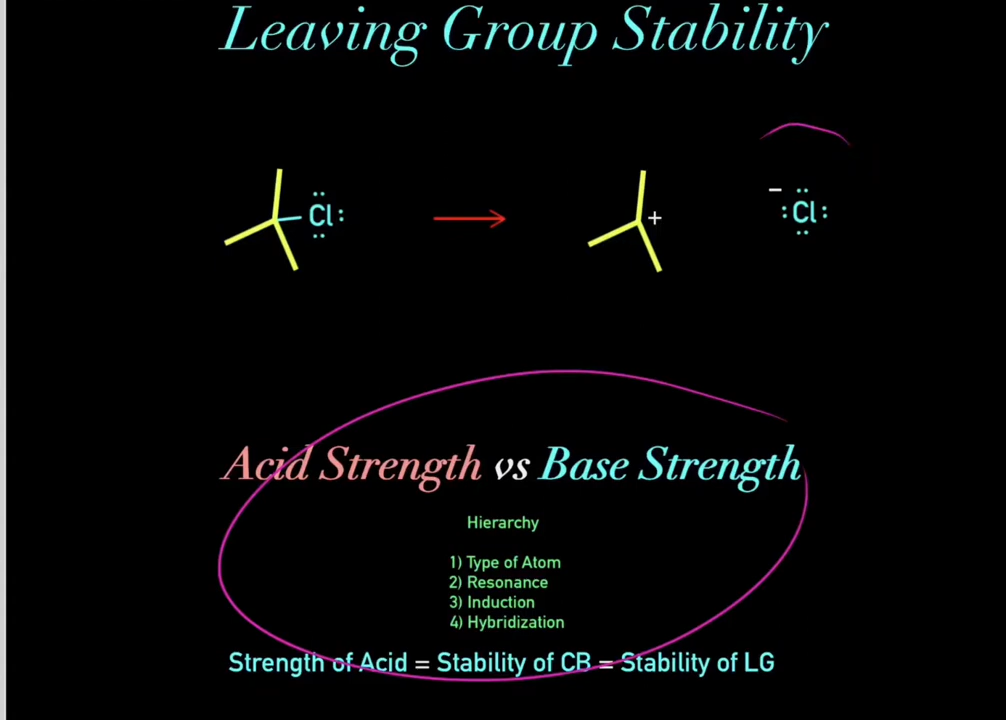 Leaving Group Stability
Cl
+
− Cl
Acid Strength vs Base Strength
Hierarchy
1) Type of Atom
2) Resonance
3) Induction
4) Hybridization
Strength of Acid = Stability of CB = Stability of LG